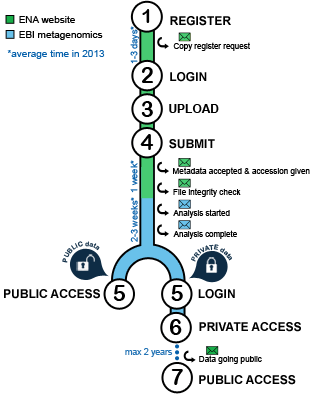 ENA website
EBI metagenomics
*average time in 2013
1 REGISTER
1-3 days*
Copy register request
2 LOGIN
3 UPLOAD
4 SUBMIT
1 week*
Metadata accepted & accession given
File integrity check
2-3 weeks*
Analysis started
Analysis complete
PUBLIC data
PRIVATE data
PUBLIC ACCESS 5
5 LOGIN
6 PRIVATE ACCESS
max 2 years
Data going public
7 PUBLIC ACCESS